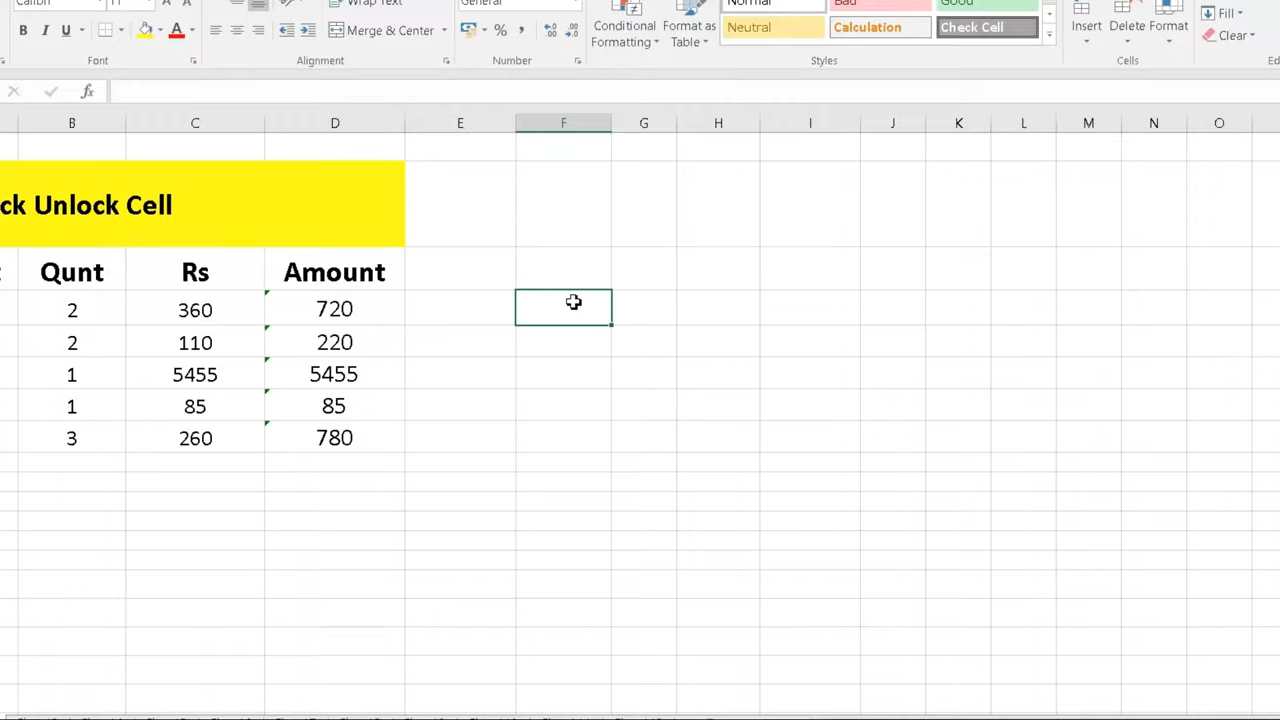 Calibri 11 Wrap Text General Normal Bad Good
B I U A Merge & Center % , Conditional Formatting Format as Table Neutral Calculation Check Cell Insert Delete Format Fill Clear
Font Alignment Number Styles Cells Ed
fx
B C D E F G H I J K L M N O
ck Unlock Cell
Qunt Rs Amount
2 360 720
2 110 220
1 5455 5455
1 85 85
3 260 780